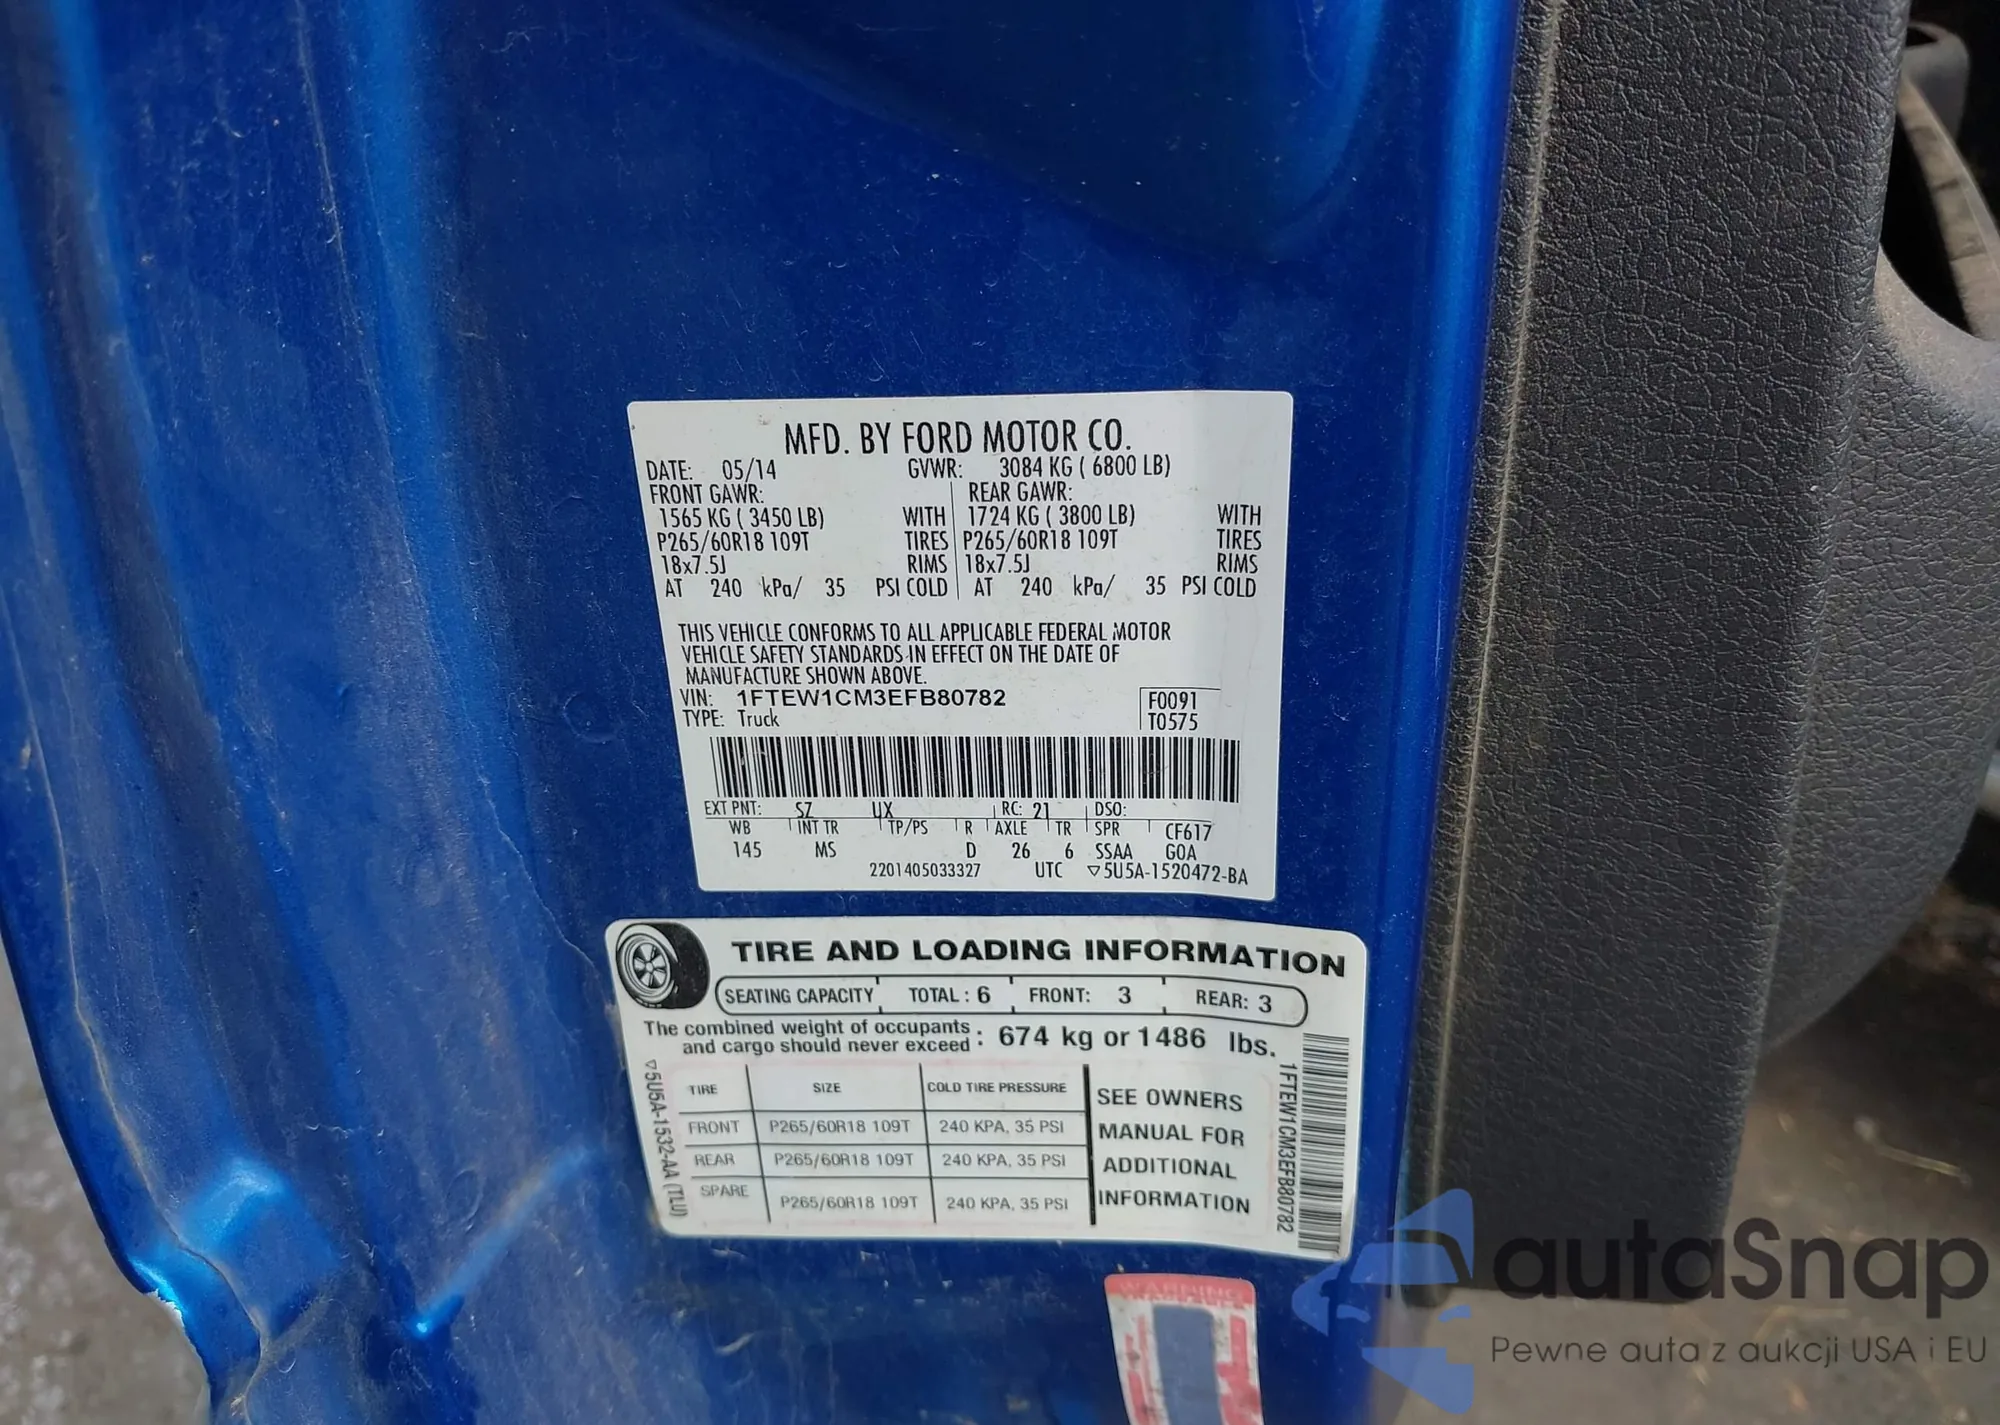 MFD. BY FORD MOTOR CO.
DATE: 05/14 GVWR: 3084 KG ( 6800 LB)
FRONT GAWR: REAR GAWR:
1565 KG ( 3450 LB) WITH 1724 KG ( 3800 LB) WITH
P265/60R18 109T TIRES P265/60R18 109T TIRES
18x7.5J RIMS 18x7.5J RIMS
AT 240 kPa/ 35 PSI COLD AT 240 kPa/ 35 PSI COLD
THIS VEHICLE CONFORMS TO ALL APPLICABLE FEDERAL MOTOR
VEHICLE SAFETY STANDARDS IN EFFECT ON THE DATE OF
MANUFACTURE SHOWN ABOVE.
VIN: 1FTEW1CM3EFB80782 F0091
TYPE: Truck T0575
EXT PNT: SZ UX RC: 21 DSO:
WB INT TR TP/PS R AXLE TR SPR CF617
145 MS D 26 6 SSAA GOA
2201405033327 UTC ▽5U5A-1520472-BA
TIRE AND LOADING INFORMATION
SEATING CAPACITY TOTAL : 6 FRONT: 3 REAR: 3
The combined weight of occupants
and cargo should never exceed : 674 kg or 1486 lbs.
TIRE SIZE COLD TIRE PRESSURE
FRONT P265/60R18 109T 240 KPA, 35 PSI
REAR P265/60R18 109T 240 KPA, 35 PSI
SPARE P265/60R18 109T 240 KPA, 35 PSI
SEE OWNERS
MANUAL FOR
ADDITIONAL
INFORMATION
▽5U5A-1532-AA (TLU)
1FTEW1CM3EFB80782
WARNING
autaSnap
Pewne auta z aukcji USA i EU